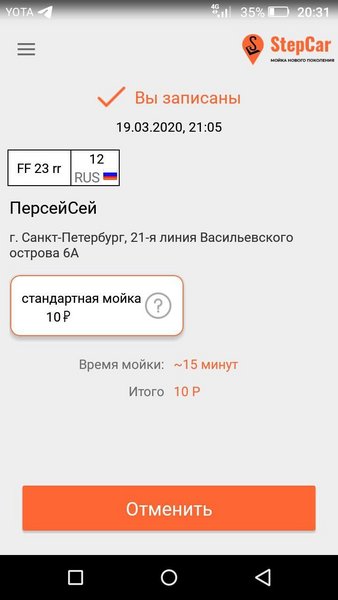 YOTA 4G 35% 20:31
StepCar
МОЙКА НОВОГО ПОКОЛЕНИЯ
Вы записаны
19.03.2020, 21:05
FF 23 rr 12
RUS
ПерсейСей
г. Санкт-Петербург, 21-я линия Васильевского
острова 6А
стандартная мойка
10 ₽
?
Время мойки: ~15 минут
Итого 10 Р
Отменить